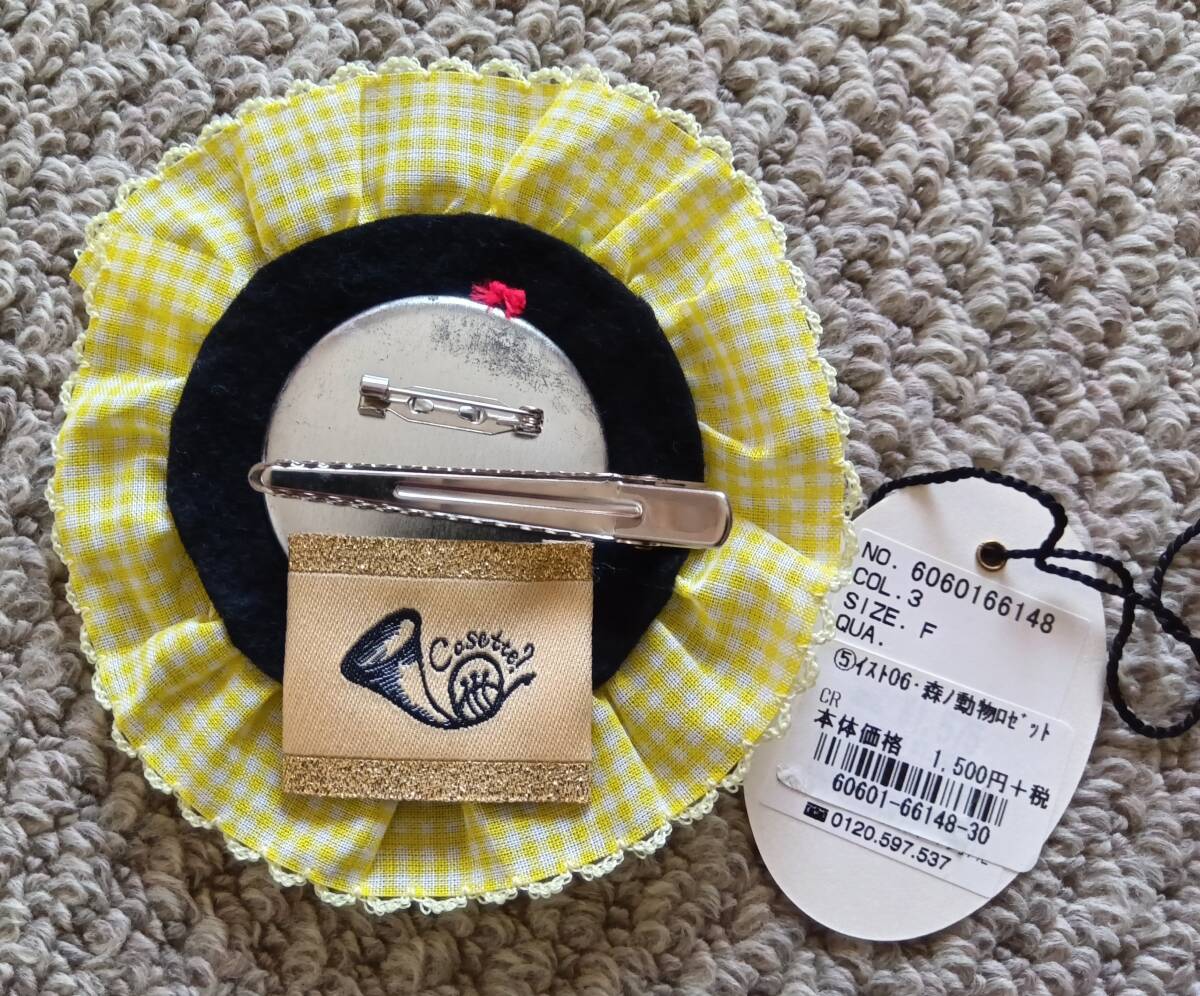 Cosette?
NO. 6060166148
COL.3
SIZE. F
QUA.
⑤イスト06・森ノ動物ロゼット
CR
本体価格 1,500円+税
60601-66148-30
0120.597.537